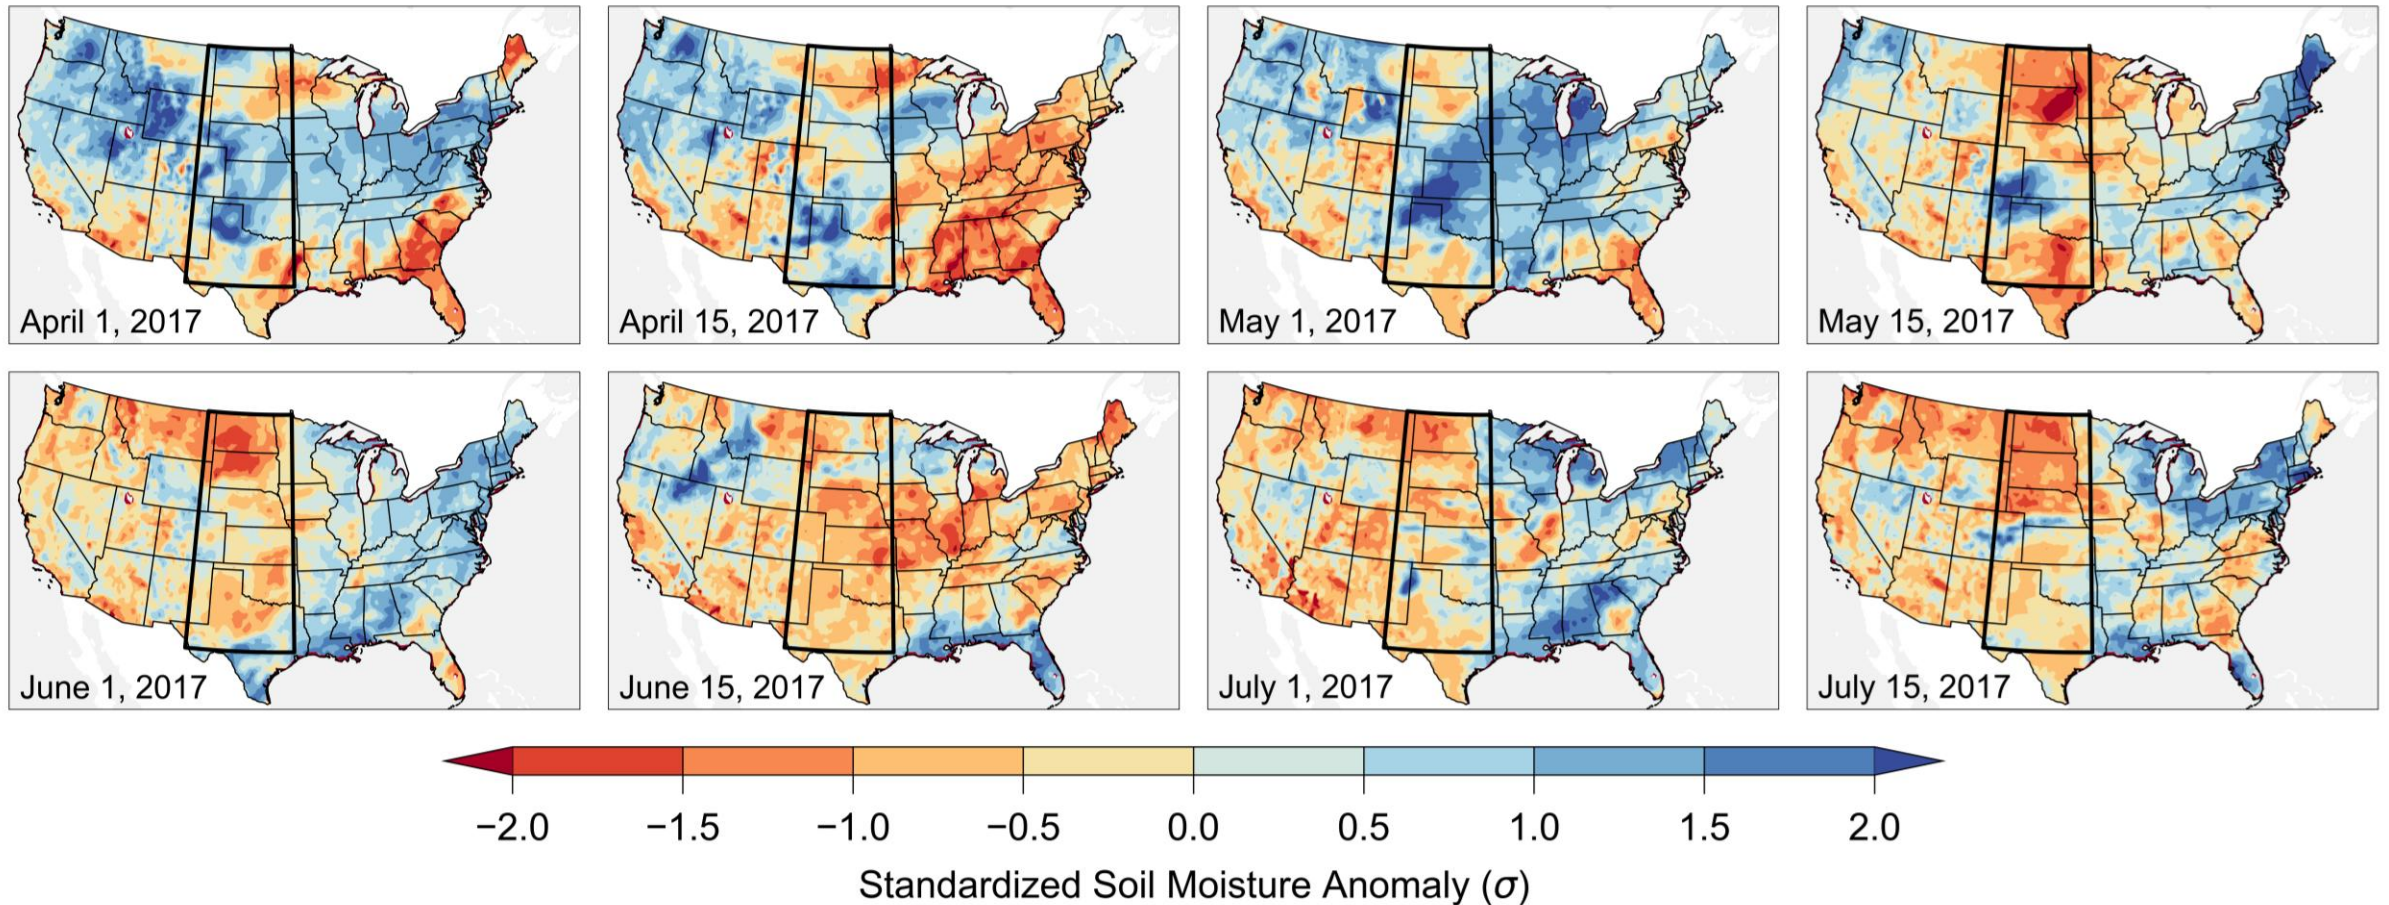 April 1, 2017
April 15, 2017
May 1, 2017
May 15, 2017
June 1, 2017
June 15, 2017
July 1, 2017
July 15, 2017
−2.0 −1.5 −1.0 −0.5 0.0 0.5 1.0 1.5 2.0
Standardized Soil Moisture Anomaly (σ)